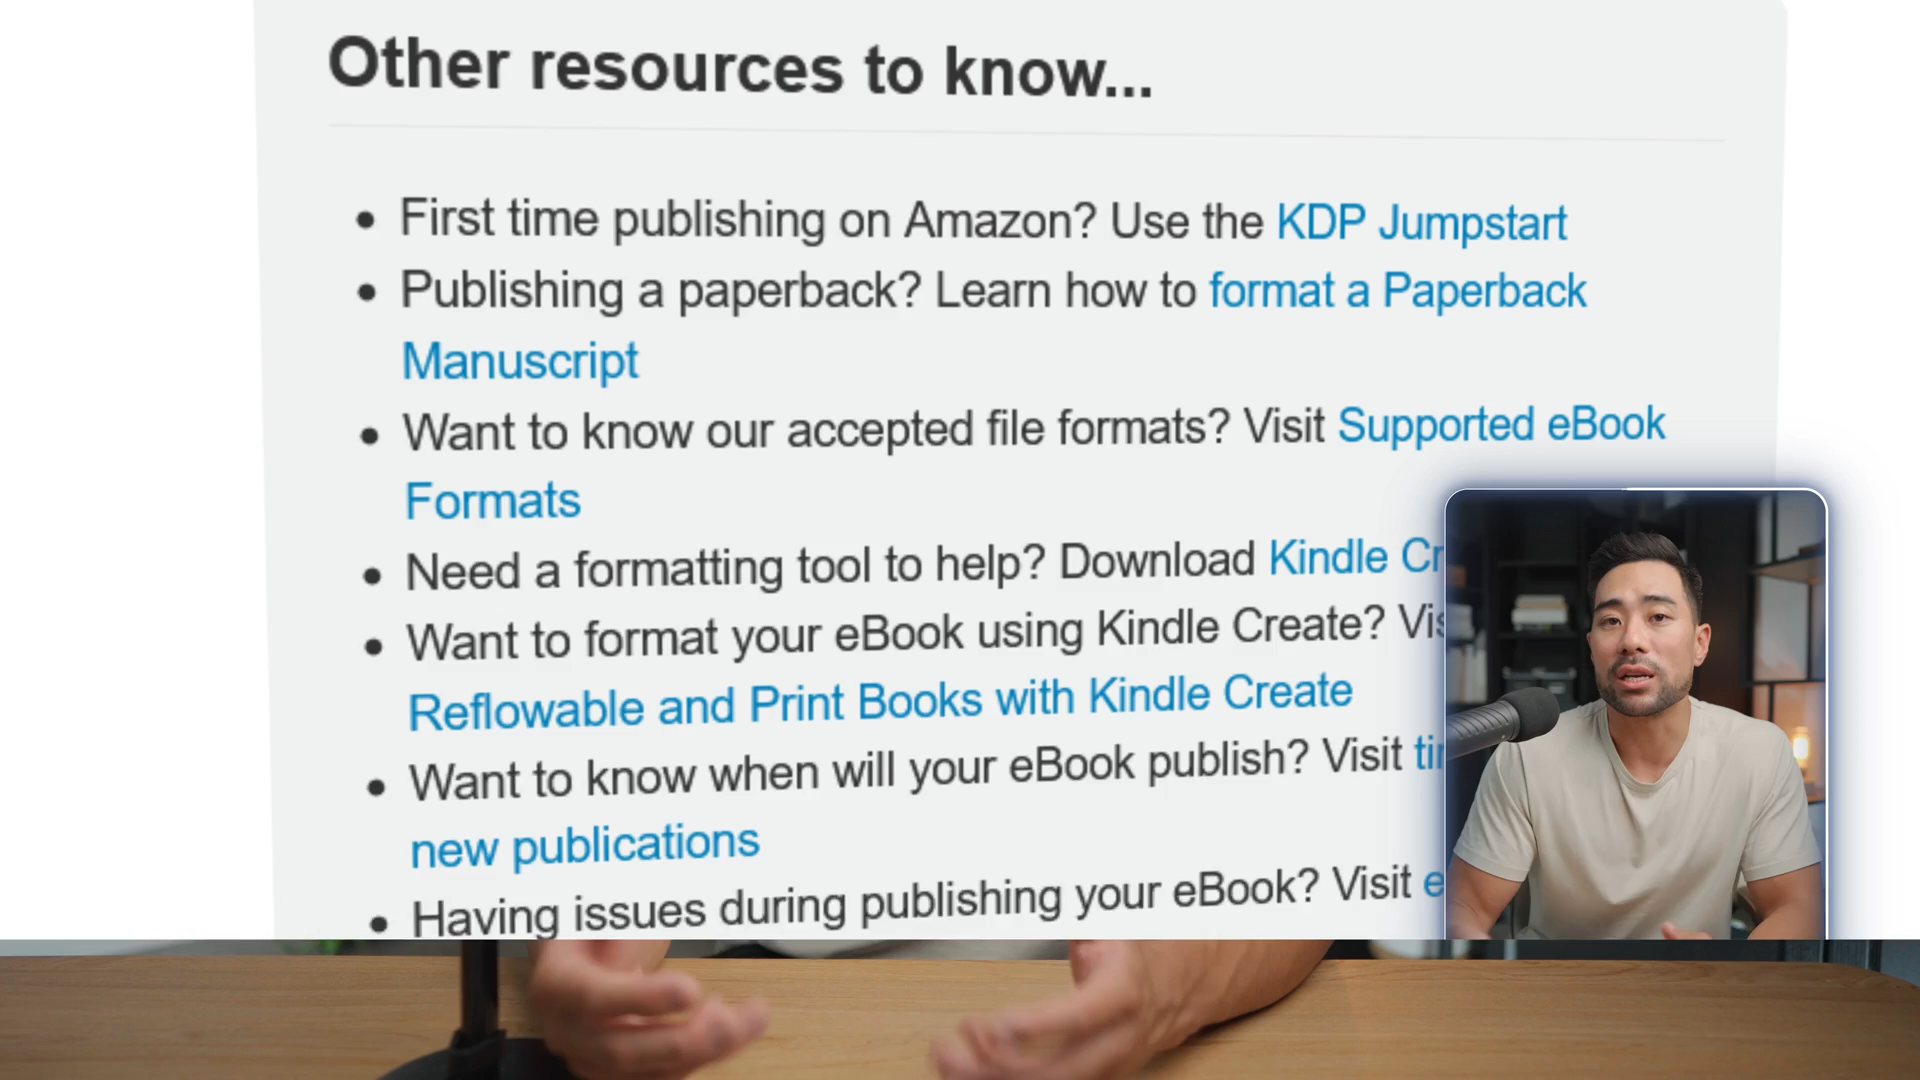 Other resources to know...
First time publishing on Amazon? Use the KDP Jumpstart
Publishing a paperback? Learn how to format a Paperback
Manuscript
Want to know our accepted file formats? Visit Supported eBook
Formats
Need a formatting tool to help? Download Kindle
Want to format your eBook using Kindle Create?
Reflowable and Print Books with Kindle Create
Want to know when will your eBook publish? Visit
new publications
Having issues during publishing your eBook? Visit